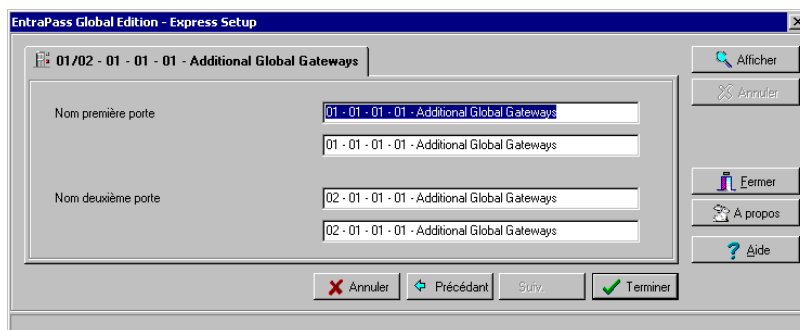 EntraPass Global Edition - Express Setup
01/02 - 01 - 01 - 01 - Additional Global Gateways
Nom première porte
01 - 01 - 01 - 01 - Additional Global Gateways
01 - 01 - 01 - 01 - Additional Global Gateways
Nom deuxième porte
02 - 01 - 01 - 01 - Additional Global Gateways
02 - 01 - 01 - 01 - Additional Global Gateways
Annuler
Précédant
Suiv.
Terminer
Afficher
Annuler
Fermer
A propos
Aide